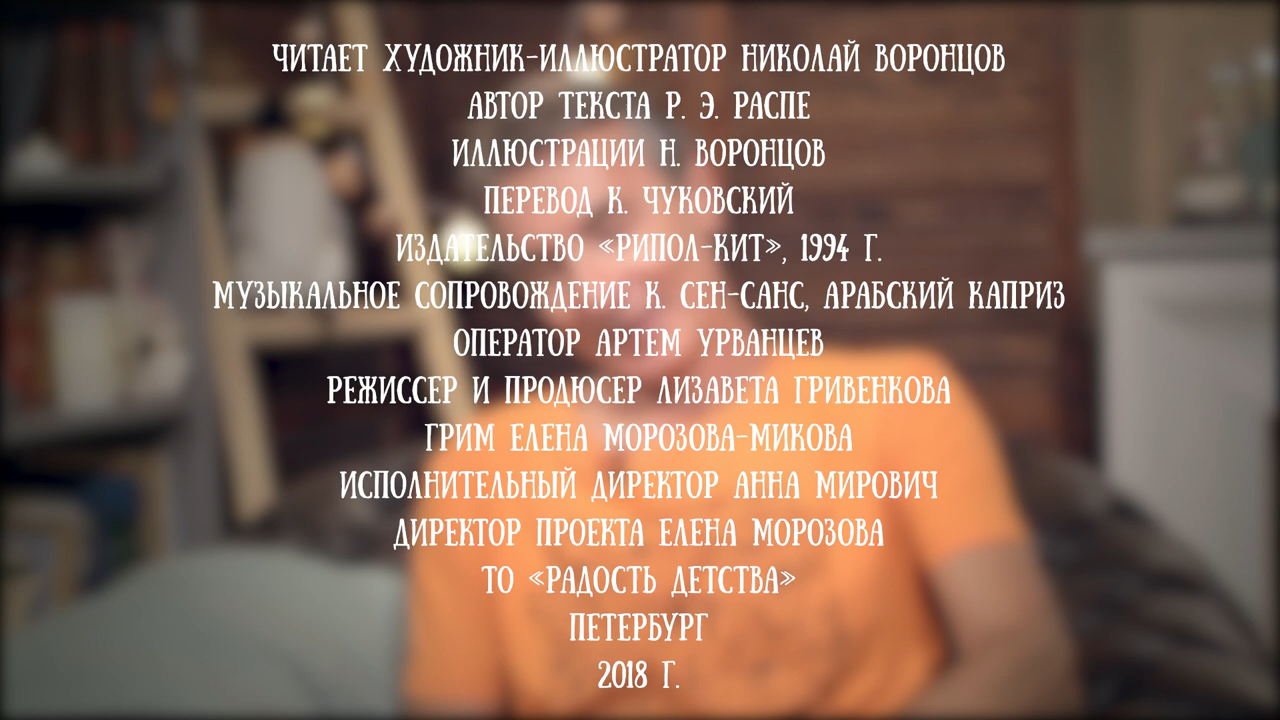 ЧИТАЕТ ХУДОЖНИК-ИЛЛЮСТРАТОР НИКОЛАЙ ВОРОНЦОВ
АВТОР ТЕКСТА Р. Э. РАСПЕ
ИЛЛЮСТРАЦИИ Н. ВОРОНЦОВ
ПЕРЕВОД К. ЧУКОВСКИЙ
ИЗДАТЕЛЬСТВО «РИПОЛ-КИТ», 1994 Г.
МУЗЫКАЛЬНОЕ СОПРОВОЖДЕНИЕ К. СЕН-САНС, АРАБСКИЙ КАПРИЗ
ОПЕРАТОР АРТЕМ УРВАНЦЕВ
РЕЖИССЕР И ПРОДЮСЕР ЛИЗАВЕТА ГРИВЕНКОВА
ГРИМ ЕЛЕНА МОРОЗОВА-МИКОВА
ИСПОЛНИТЕЛЬНЫЙ ДИРЕКТОР АННА МИРОВИЧ
ДИРЕКТОР ПРОЕКТА ЕЛЕНА МОРОЗОВА
ТО «РАДОСТЬ ДЕТСТВА»
ПЕТЕРБУРГ
2018 Г.